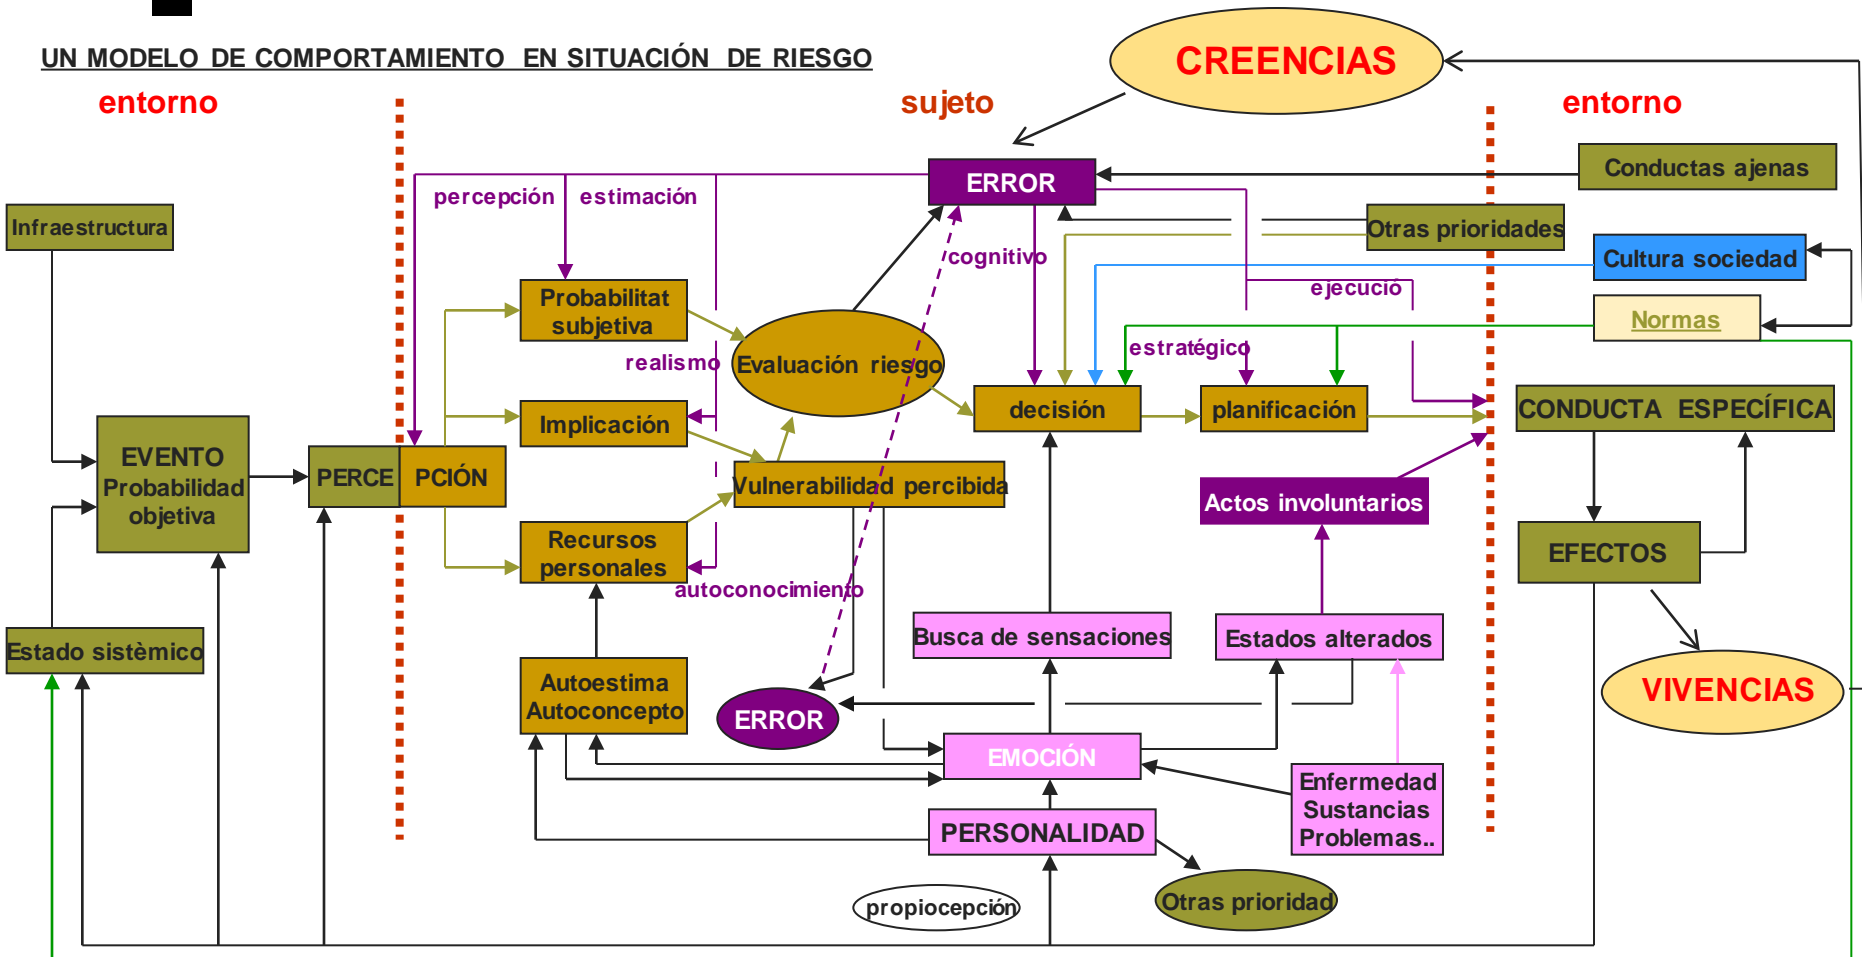 UN MODELO DE COMPORTAMIENTO EN SITUACIÓN DE RIESGO
CREENCIAS
entorno
sujeto
entorno
ERROR
Conductas ajenas
percepción
estimación
Infraestructura
Otras prioridades
cognitivo
Cultura sociedad
Probabilitat
subjetiva
ejecució
Normas
realismo
Evaluación riesgo
estratégico
Implicación
decisión
planificación
CONDUCTA ESPECÍFICA
EVENTO
Probabilidad
objetiva
PERCE
PCIÓN
Vulnerabilidad percibida
Actos involuntarios
Recursos
personales
EFECTOS
autoconocimiento
Estado sistèmico
Busca de sensaciones
Estados alterados
Autoestima
Autoconcepto
VIVENCIAS
ERROR
EMOCIÓN
Enfermedad
Sustancias
Problemas..
PERSONALIDAD
propiocepción
Otras prioridad